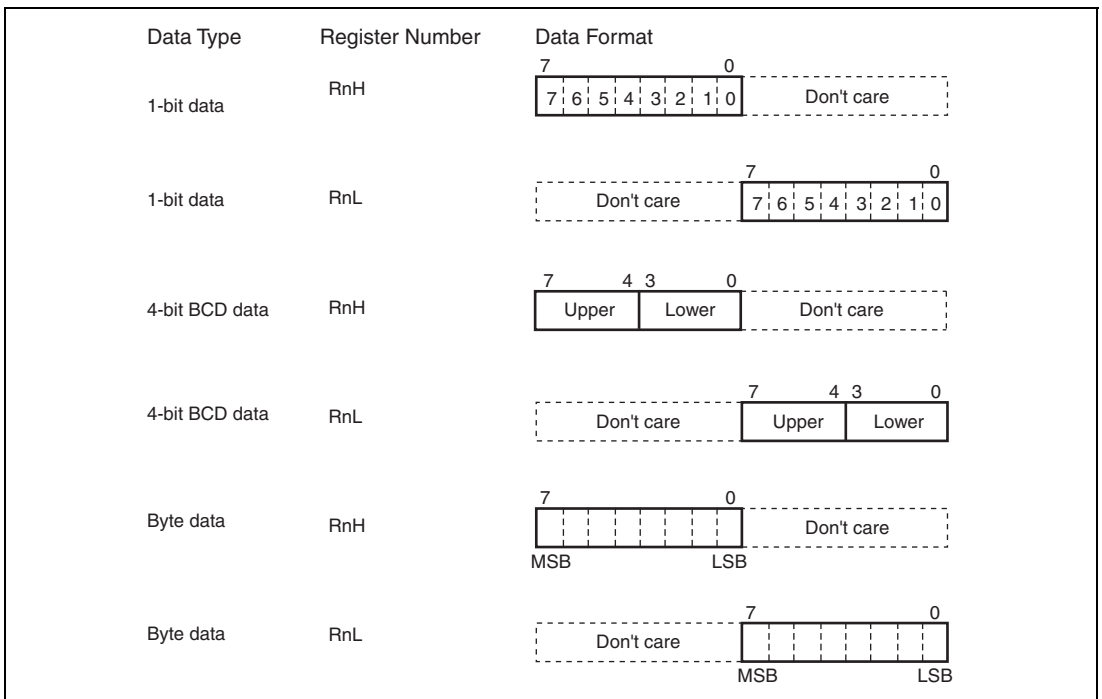 Data Type Register Number Data Format
7 0
1-bit data RnH 7 6 5 4 3 2 1 0 Don't care
7 0
1-bit data RnL Don't care 7 6 5 4 3 2 1 0
7 4 3 0
4-bit BCD data RnH Upper Lower Don't care
7 4 3 0
4-bit BCD data RnL Don't care Upper Lower
7 0
Byte data RnH Don't care
MSB LSB
7 0
Byte data RnL Don't care
MSB LSB